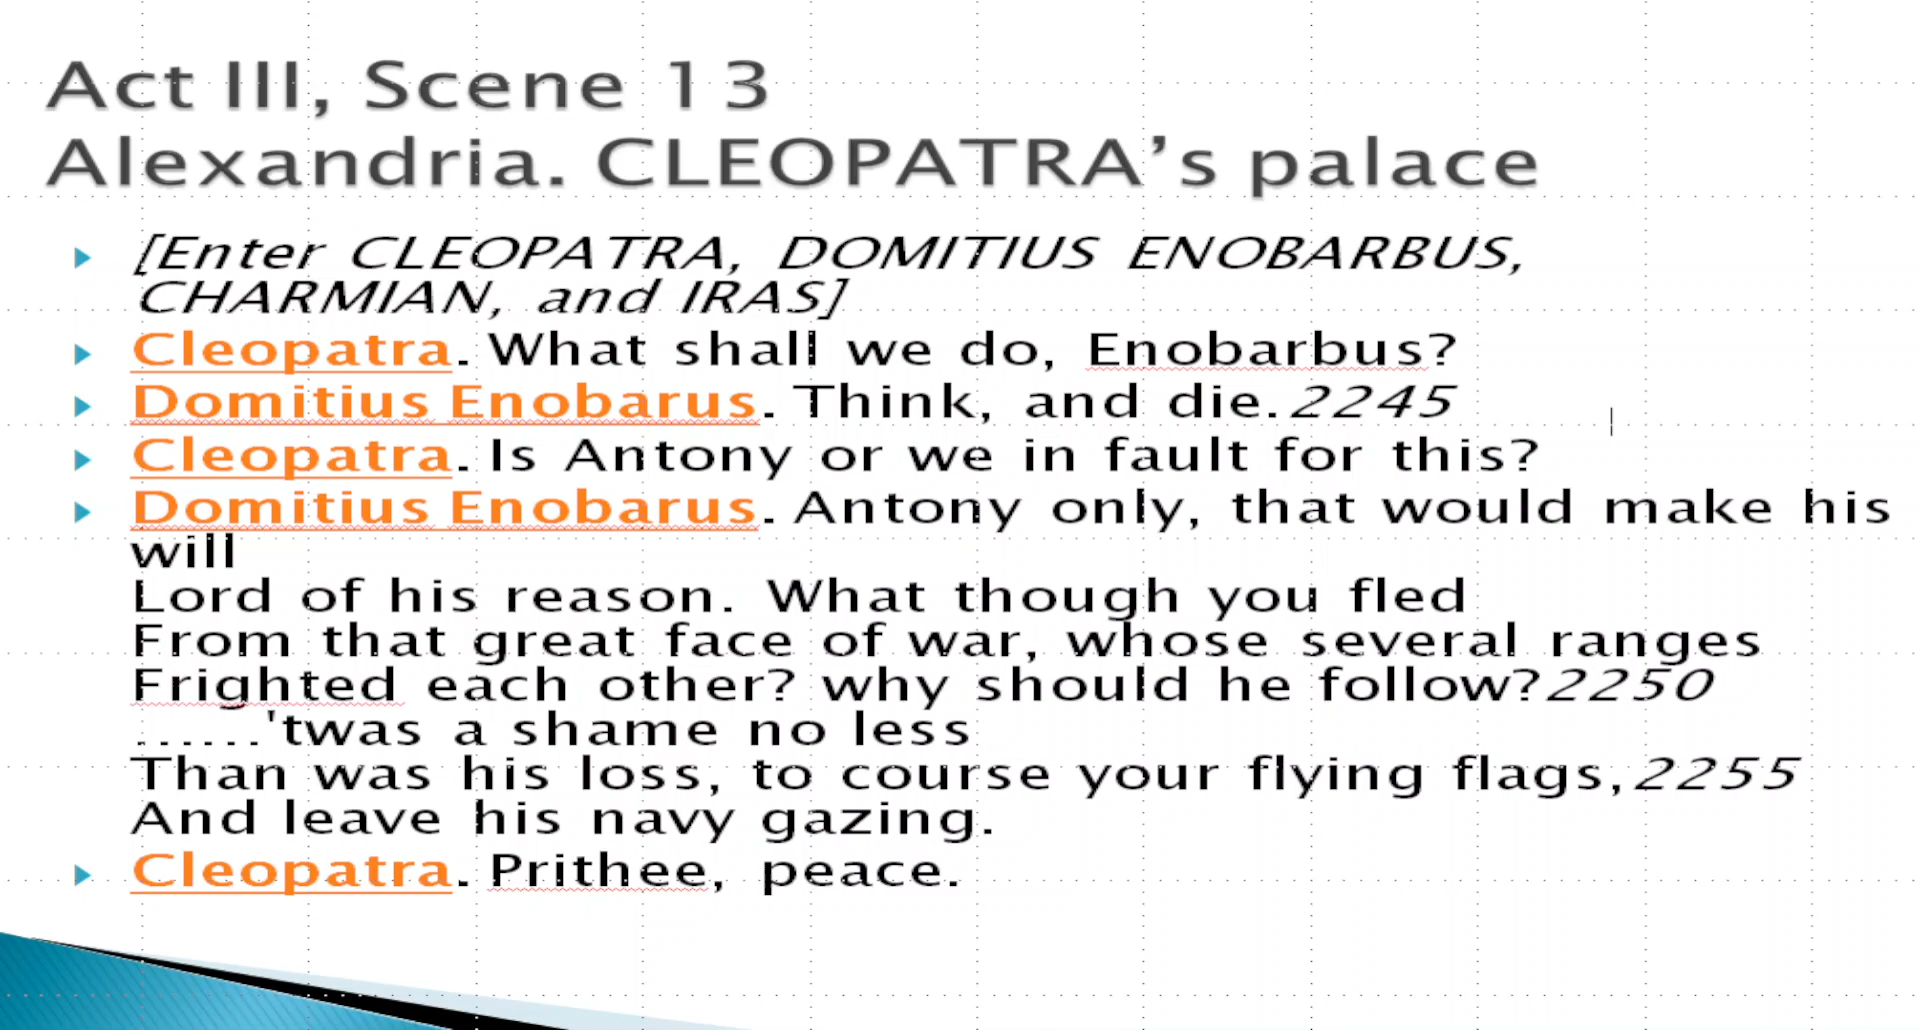 Act III, Scene 13
Alexandria. CLEOPATRA's palace
[Enter CLEOPATRA, DOMITIUS ENOBARBUS,
CHARMIAN, and IRAS]
Cleopatra. What shall we do, Enobarbus?
Domitius Enobarus. Think, and die.2245
Cleopatra. Is Antony or we in fault for this?
Domitius Enobarus. Antony only, that would make his
will
Lord of his reason. What though you fled
From that great face of war, whose several ranges
Frighted each other? why should he follow?2250
......'twas a shame no less
Than was his loss, to course your flying flags,2255
And leave his navy gazing.
Cleopatra. Prithee, peace.